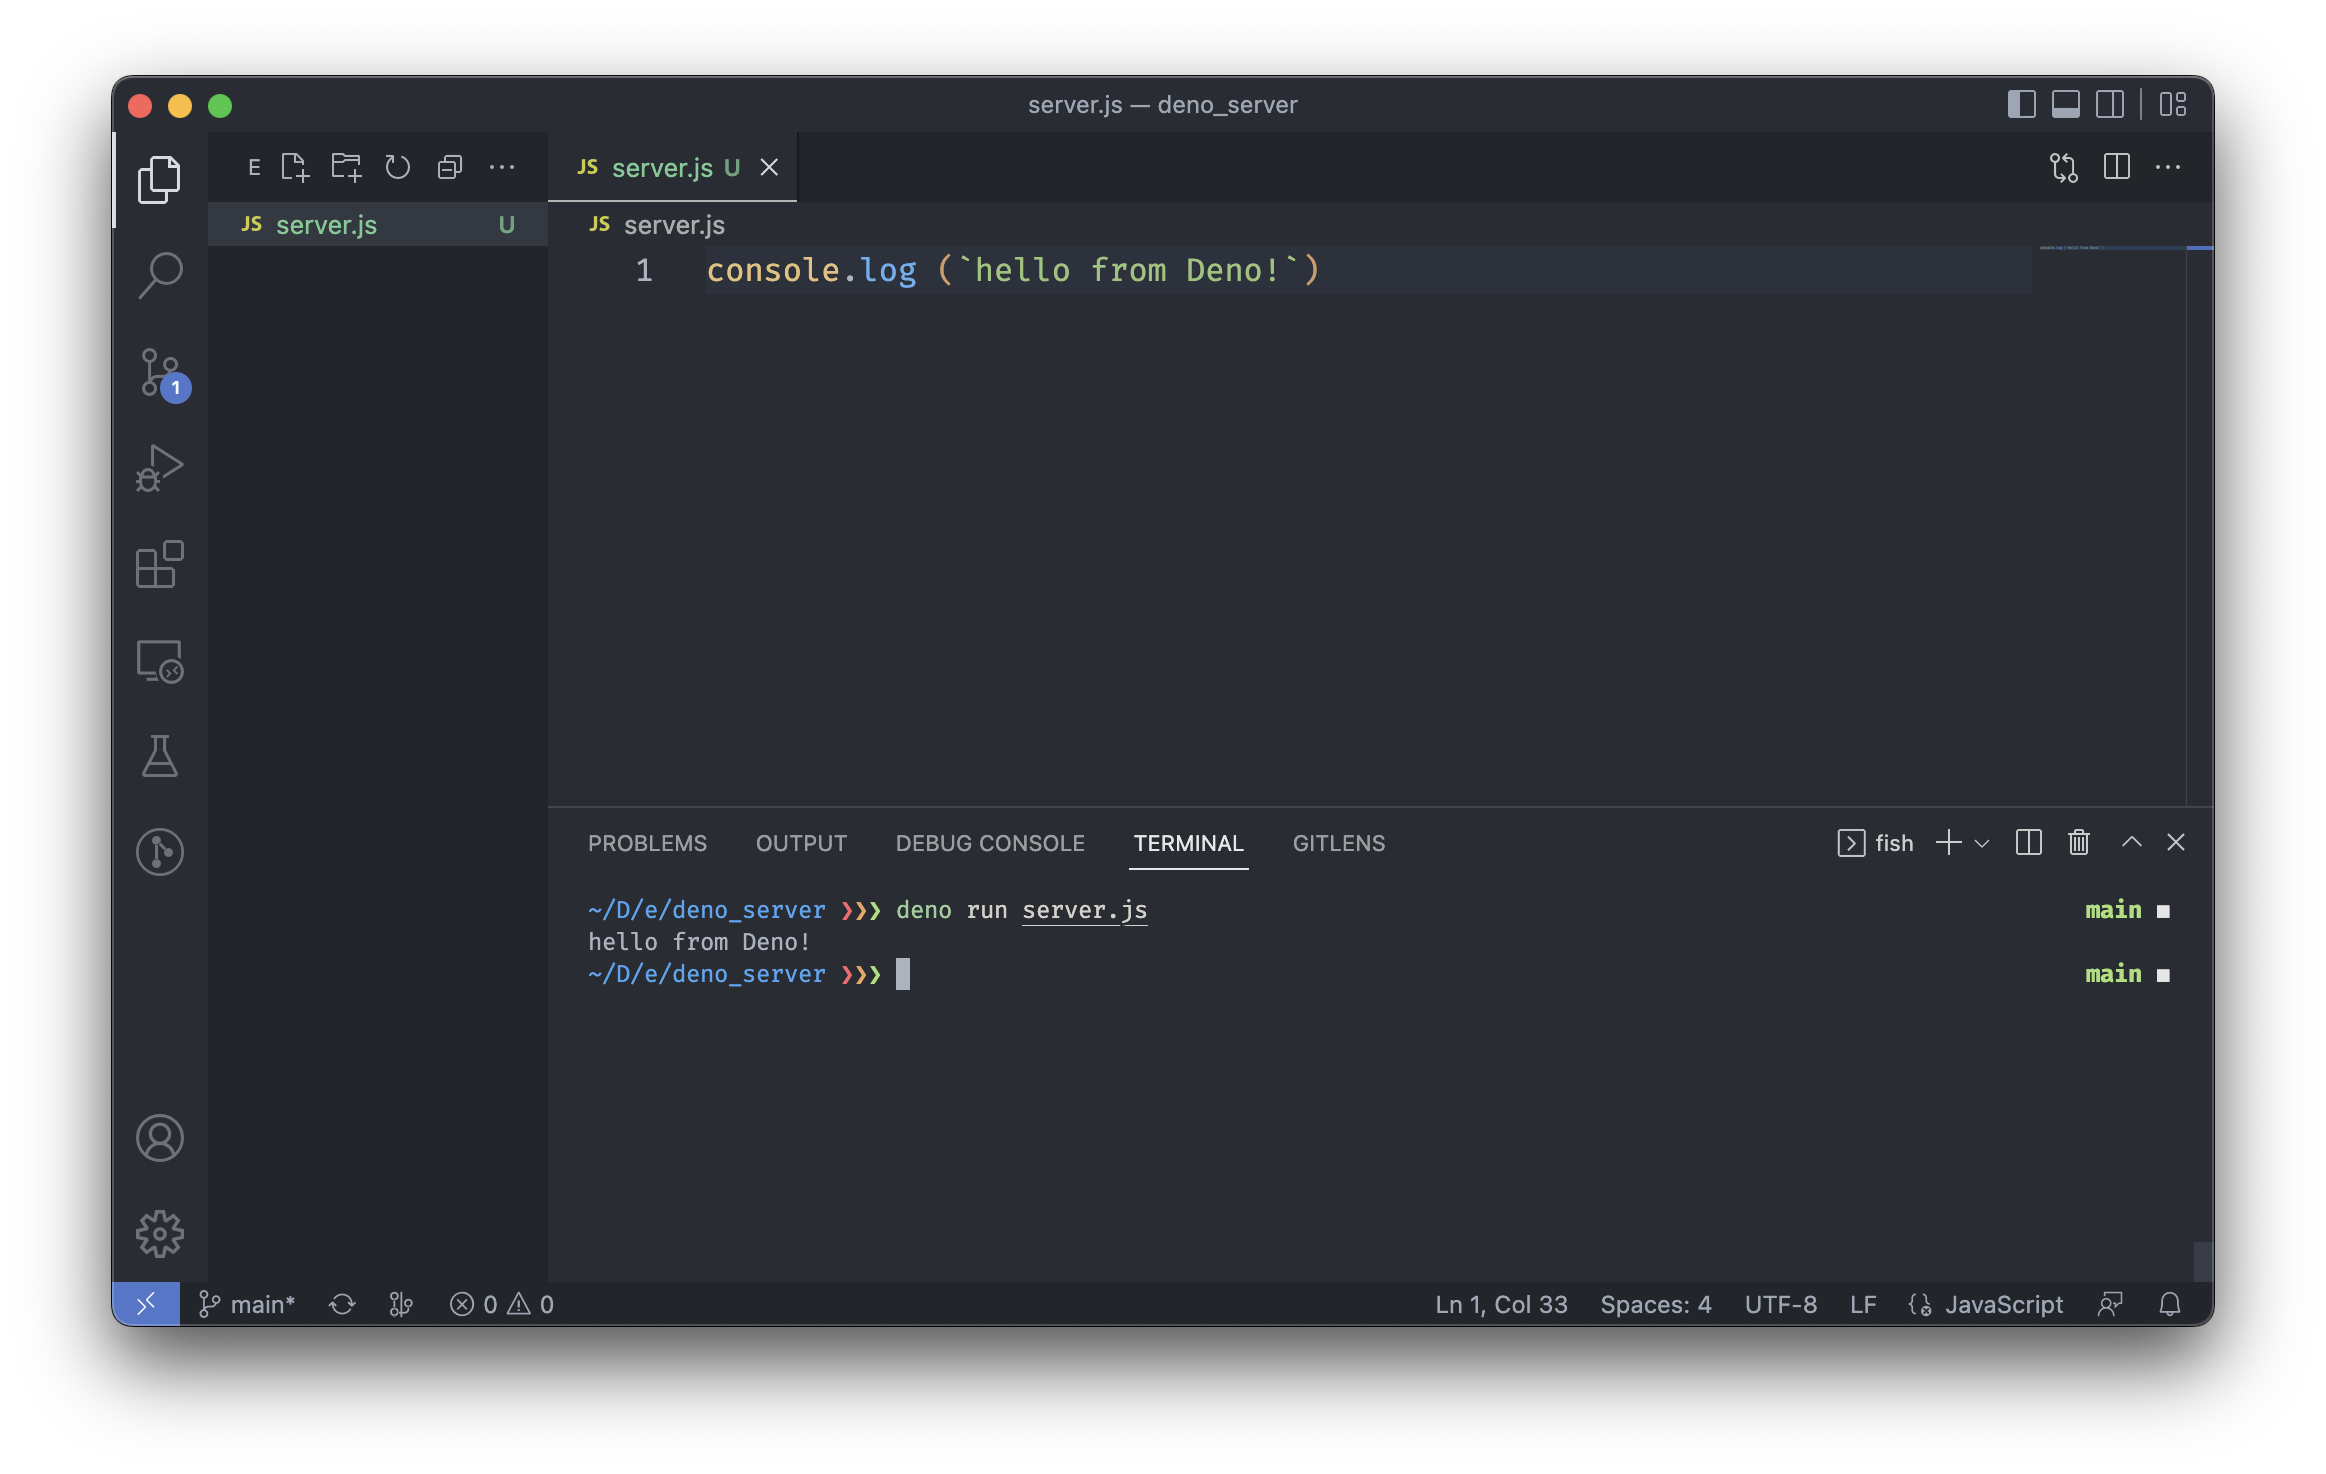 server.js — deno_server
E
JS server.js U
JS server.js U
JS server.js
1 console.log (`hello from Deno!`)
1
PROBLEMS OUTPUT DEBUG CONSOLE TERMINAL GITLENS fish
~/D/e/deno_server ❯❯❯ deno run server.js main ■
hello from Deno!
~/D/e/deno_server ❯❯❯ main ■
main* 0 0 Ln 1, Col 33 Spaces: 4 UTF-8 LF JavaScript